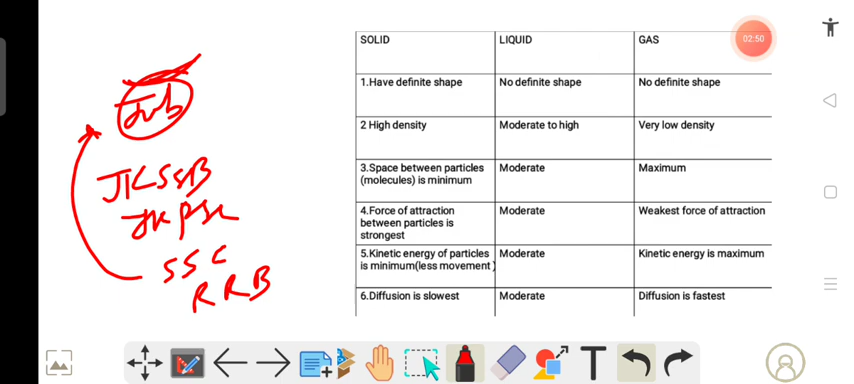 02:50
Job
JKSSB
JKPSC
SSC
RRB
SOLID LIQUID GAS
1.Have definite shape No definite shape No definite shape
2 High density Moderate to high Very low density
3.Space between particles (molecules) is minimum Moderate Maximum
4.Force of attraction between particles is strongest Moderate Weakest force of attraction
5.Kinetic energy of particles is minimum(less movement) Moderate Kinetic energy is maximum
6.Diffusion is slowest Moderate Diffusion is fastest
T